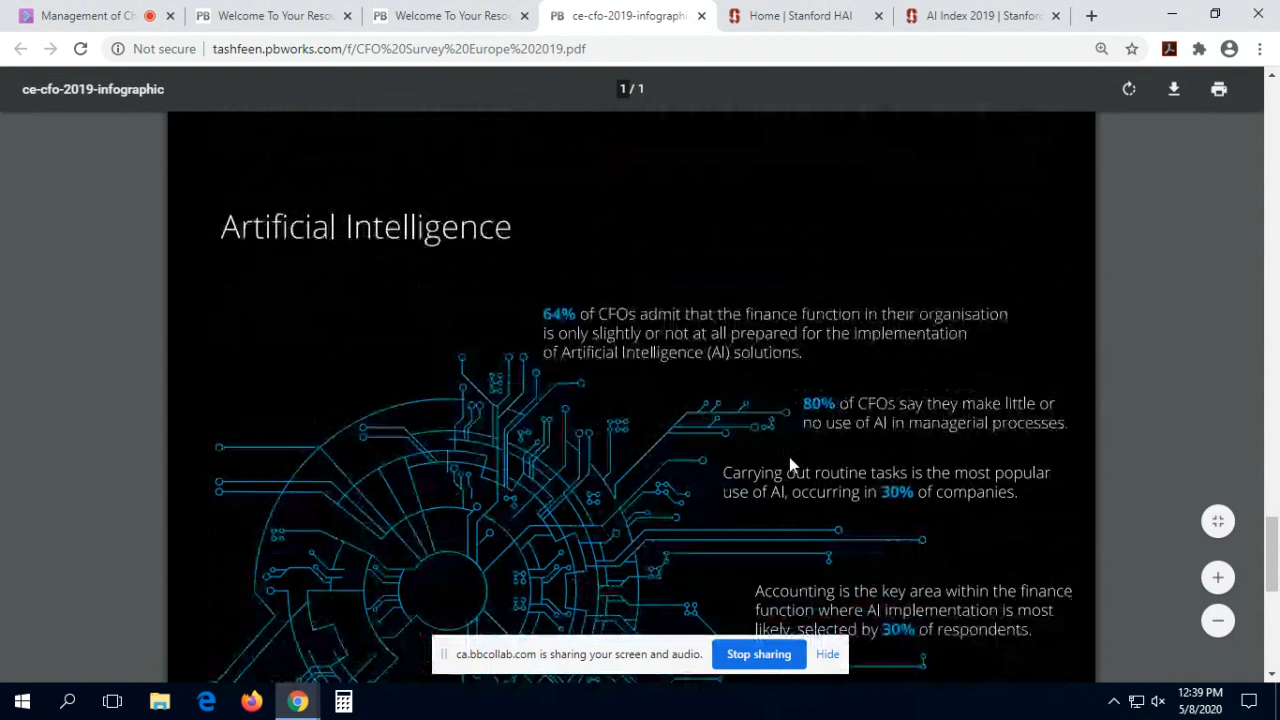 Management of Ch
Welcome To Your Resou
Welcome To Your Resou
ce-cfo-2019-infographic
Home | Stanford HAI
AI Index 2019 | Stanford
Not secure
tashfeen.pbworks.com/f/CFO%20Survey%20Europe%202019.pdf
ce-cfo-2019-infographic
1 / 1
Artificial Intelligence
64% of CFOs admit that the finance function in their organisation
is only slightly or not at all prepared for the implementation
of Artificial Intelligence (AI) solutions.
80% of CFOs say they make little or
no use of AI in managerial processes.
Carrying out routine tasks is the most popular
use of AI, occurring in 30% of companies.
Accounting is the key area within the finance
function where AI implementation is most
likely, selected by 30% of respondents.
ca.bbcollab.com is sharing your screen and audio.
Stop sharing
Hide
12:39 PM
5/8/2020